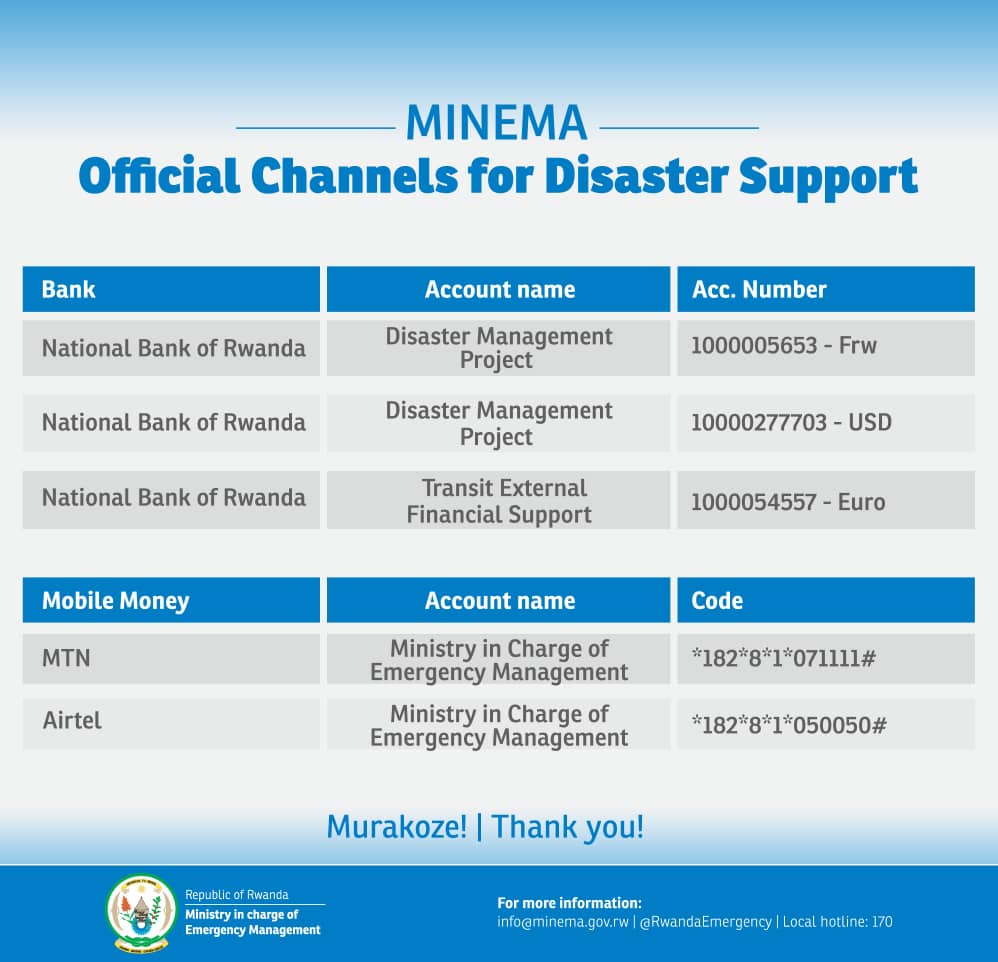 MINEMA
Official Channels for Disaster Support
Bank
Account name
Acc. Number
National Bank of Rwanda
Disaster Management
Project
1000005653 - Frw
National Bank of Rwanda
Disaster Management
Project
10000277703 - USD
National Bank of Rwanda
Transit External
Financial Support
1000054557 - Euro
Mobile Money
Account name
Code
MTN
Ministry in Charge of
Emergency Management
*182*8*1*071111#
Airtel
Ministry in Charge of
Emergency Management
*182*8*1*050050#
Murakoze! | Thank you!
Republic of Rwanda
Ministry in charge of
Emergency Management
For more information:
info@minema.gov.rw | @RwandaEmergency | Local hotline: 170